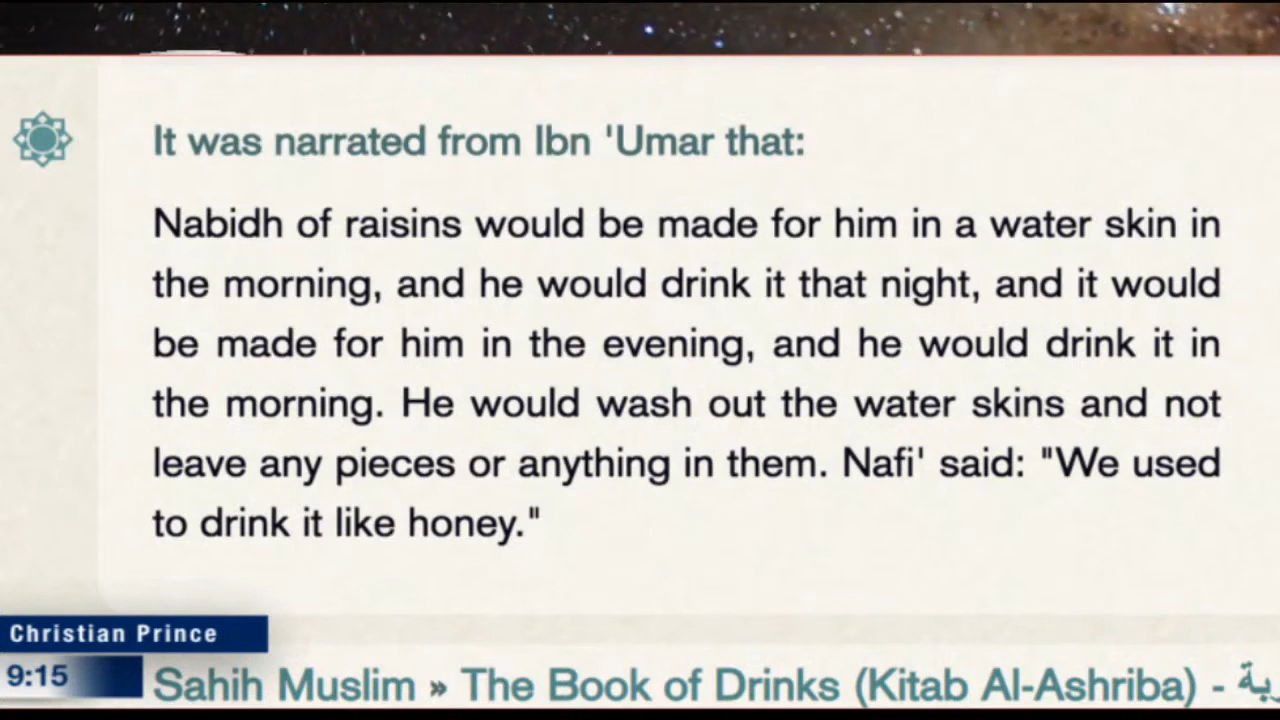 It was narrated from Ibn 'Umar that:
Nabidh of raisins would be made for him in a water skin in
the morning, and he would drink it that night, and it would
be made for him in the evening, and he would drink it in
the morning. He would wash out the water skins and not
leave any pieces or anything in them. Nafi' said: "We used
to drink it like honey."
Christian Prince
9:15
Sahih Muslim » The Book of Drinks (Kitab Al-Ashriba) -